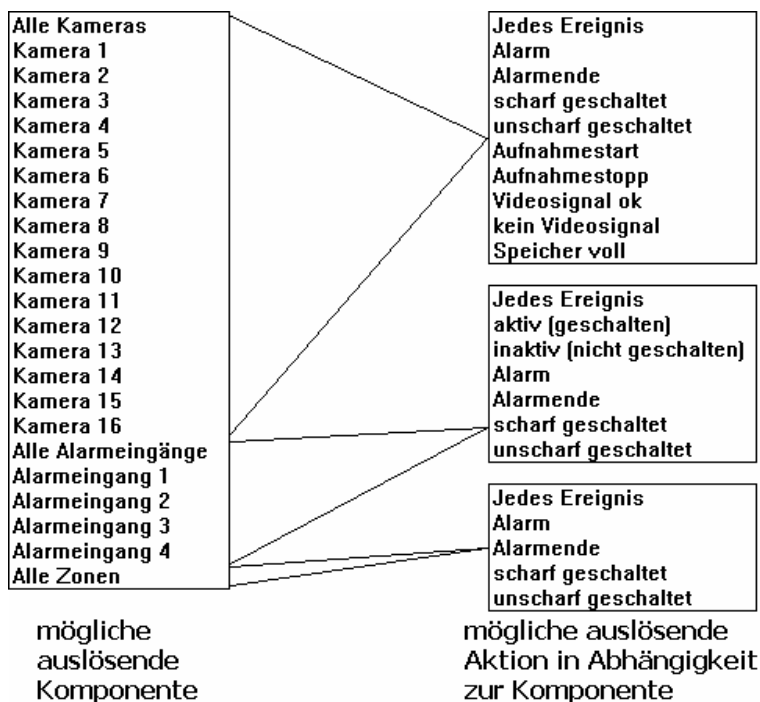 Alle Kameras
Kamera 1
Kamera 2
Kamera 3
Kamera 4
Kamera 5
Kamera 6
Kamera 7
Kamera 8
Kamera 9
Kamera 10
Kamera 11
Kamera 12
Kamera 13
Kamera 14
Kamera 15
Kamera 16
Alle Alarmeingänge
Alarmeingang 1
Alarmeingang 2
Alarmeingang 3
Alarmeingang 4
Alle Zonen
mögliche
auslösende
Komponente
Jedes Ereignis
Alarm
Alarmende
scharf geschaltet
unscharf geschaltet
Aufnahmestart
Aufnahmestopp
Videosignal ok
kein Videosignal
Speicher voll
Jedes Ereignis
aktiv (geschalten)
inaktiv (nicht geschalten)
Alarm
Alarmende
scharf geschaltet
unscharf geschaltet
Jedes Ereignis
Alarm
Alarmende
scharf geschaltet
unscharf geschaltet
mögliche auslösende
Aktion in Abhängigkeit
zur Komponente